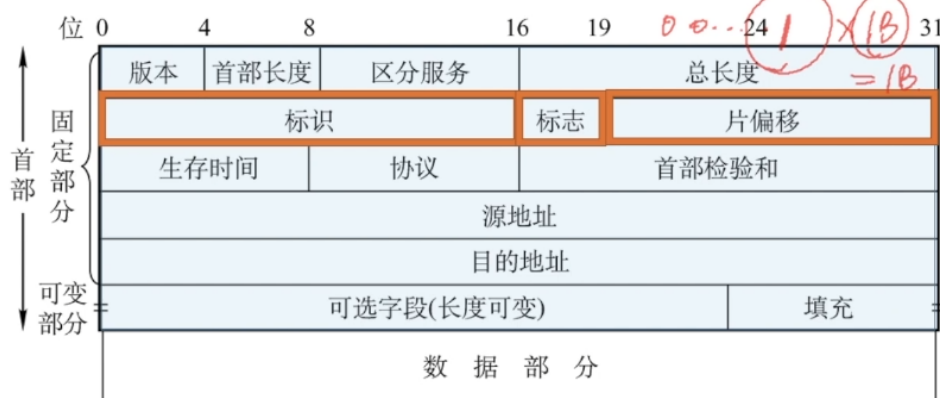 位 0 4 8 16 19 24 31
0 0 ... 1 × 1B
= 1B
版本 首部长度 区分服务 总长度
标识 标志 片偏移
生存时间 协议 首部检验和
源地址
目的地址
可选字段(长度可变) 填充
数据部分
首部
固定部分
可变部分